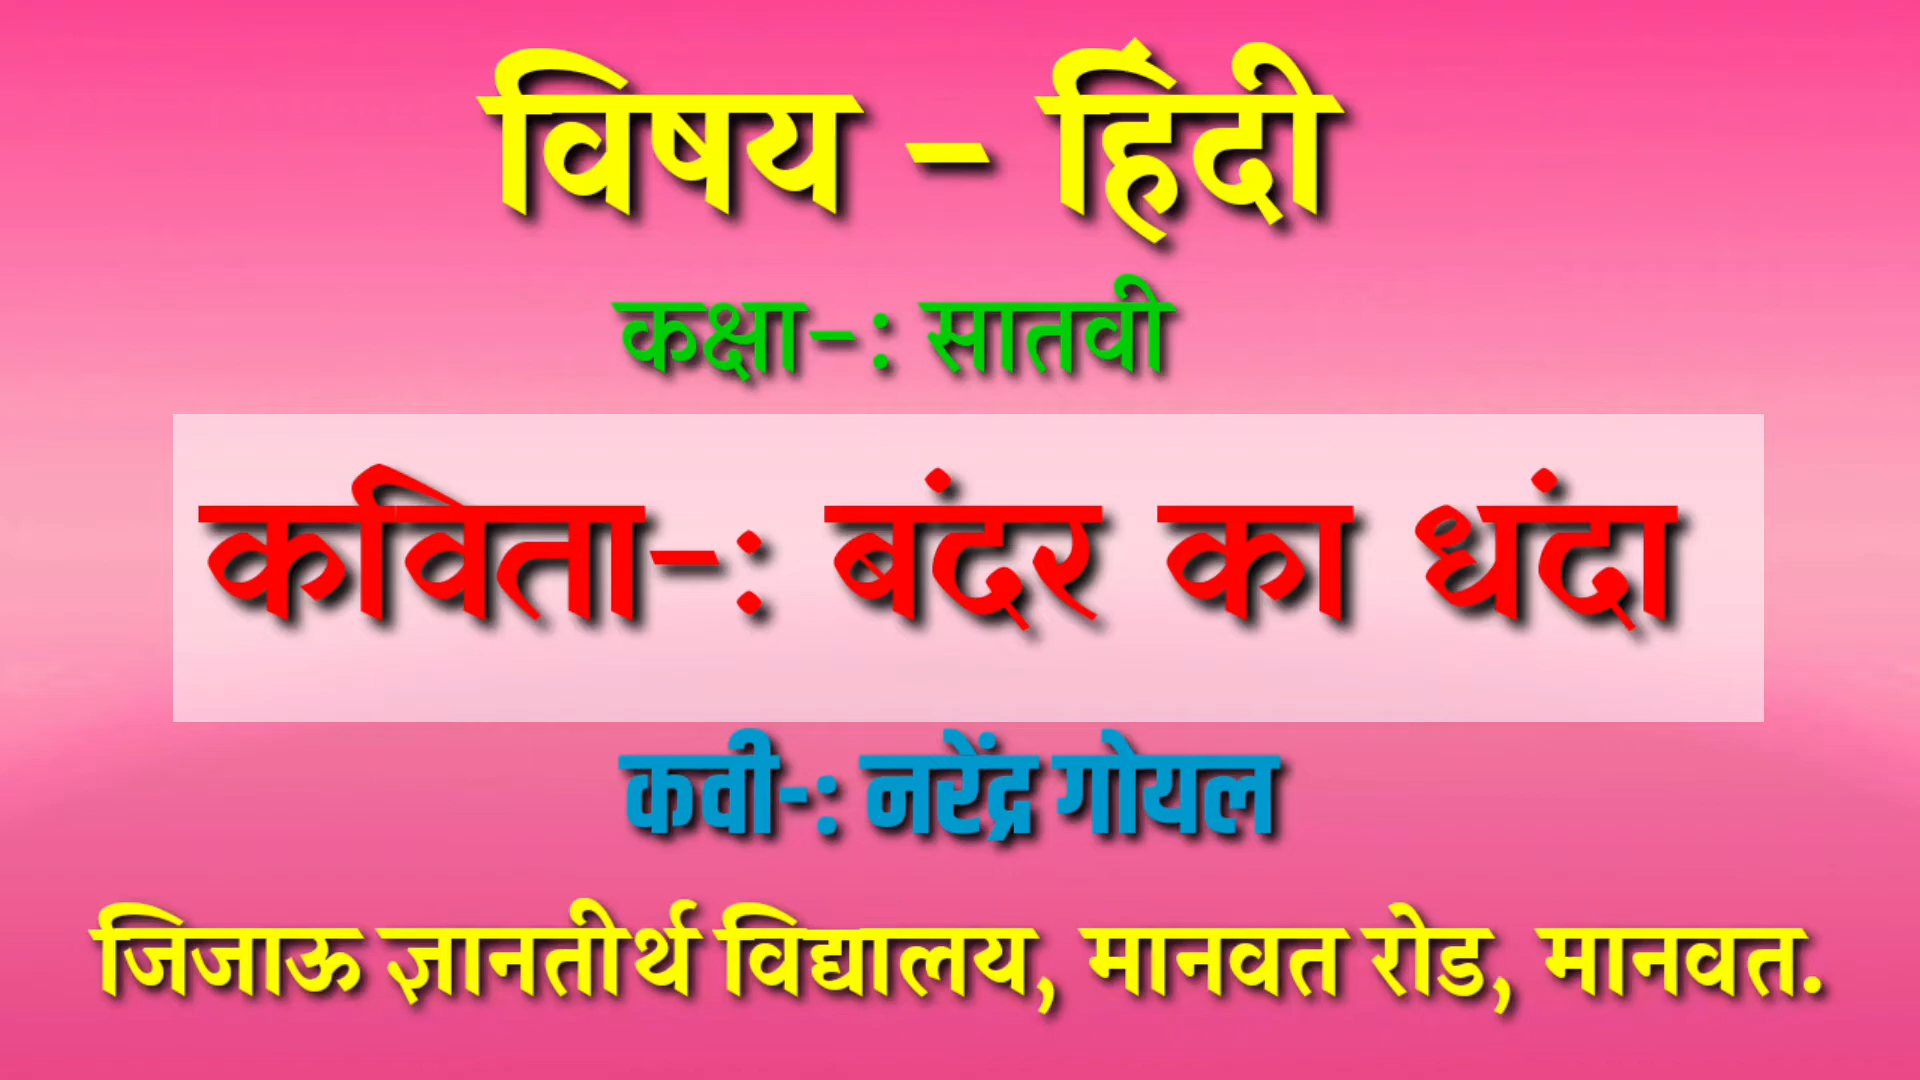 विषय - हिंदी
कक्षा-: सातवी
कविता-: बंदर का धंदा
कवी-: नरेंद्र गोयल
जिजाऊ ज्ञानतीर्थ विद्यालय, मानवत रोड, मानवत.